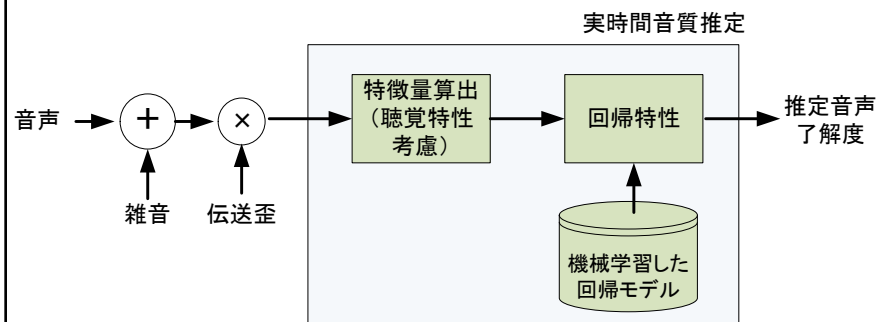 実時間音質推定
音声
+
×
雑音
伝送歪
特徴量算出
(聴覚特性
考慮)
回帰特性
機械学習した
回帰モデル
推定音声
了解度